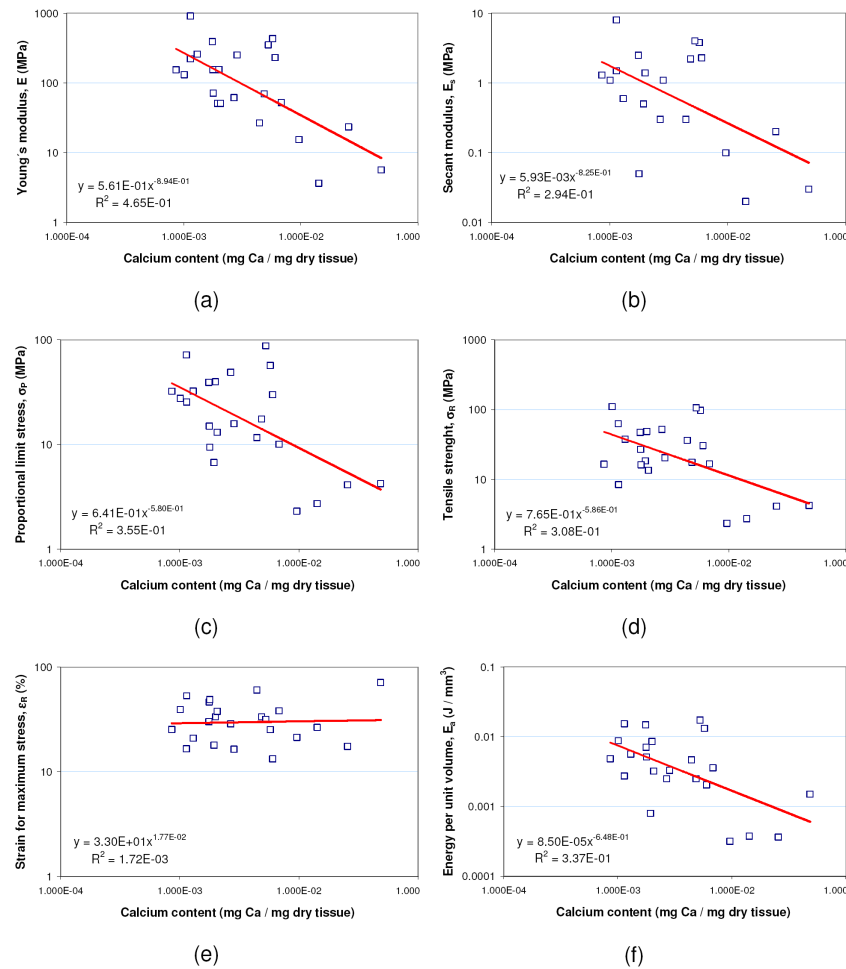 1000
100
10
1
Young´s modulus, E (MPa)
y = 5.61E-01x^-8.94E-01
R² = 4.65E-01
1.000E-04 1.000E-03 1.000E-02 1.000
Calcium content (mg Ca / mg dry tissue)
(a)
10
1
0.1
0.01
Secant modulus, Es (MPa)
y = 5.93E-03x^-8.25E-01
R² = 2.94E-01
1.000E-04 1.000E-03 1.000E-02 1.000
Calcium content (mg Ca / mg dry tissue)
(b)
100
10
1
Proportional limit stress, σP (MPa)
y = 6.41E-01x^-5.80E-01
R² = 3.55E-01
1.000E-04 1.000E-03 1.000E-02 1.000
Calcium content (mg Ca / mg dry tissue)
(c)
1000
100
10
1
Tensile strenght, σR (MPa)
y = 7.65E-01x^-5.86E-01
R² = 3.08E-01
1.000E-04 1.000E-03 1.000E-02 1.000
Calcium content (mg Ca / mg dry tissue)
(d)
100
10
1
Strain for maximum stress, εR (%)
y = 3.30E+01x^1.77E-02
R² = 1.72E-03
1.000E-04 1.000E-03 1.000E-02 1.000
Calcium content (mg Ca / mg dry tissue)
(e)
0.1
0.01
0.001
0.0001
Energy per unit volume, Ea (J / mm³)
y = 8.50E-05x^-6.48E-01
R² = 3.37E-01
1.000E-04 1.000E-03 1.000E-02 1.000
Calcium content (mg Ca / mg dry tissue)
(f)